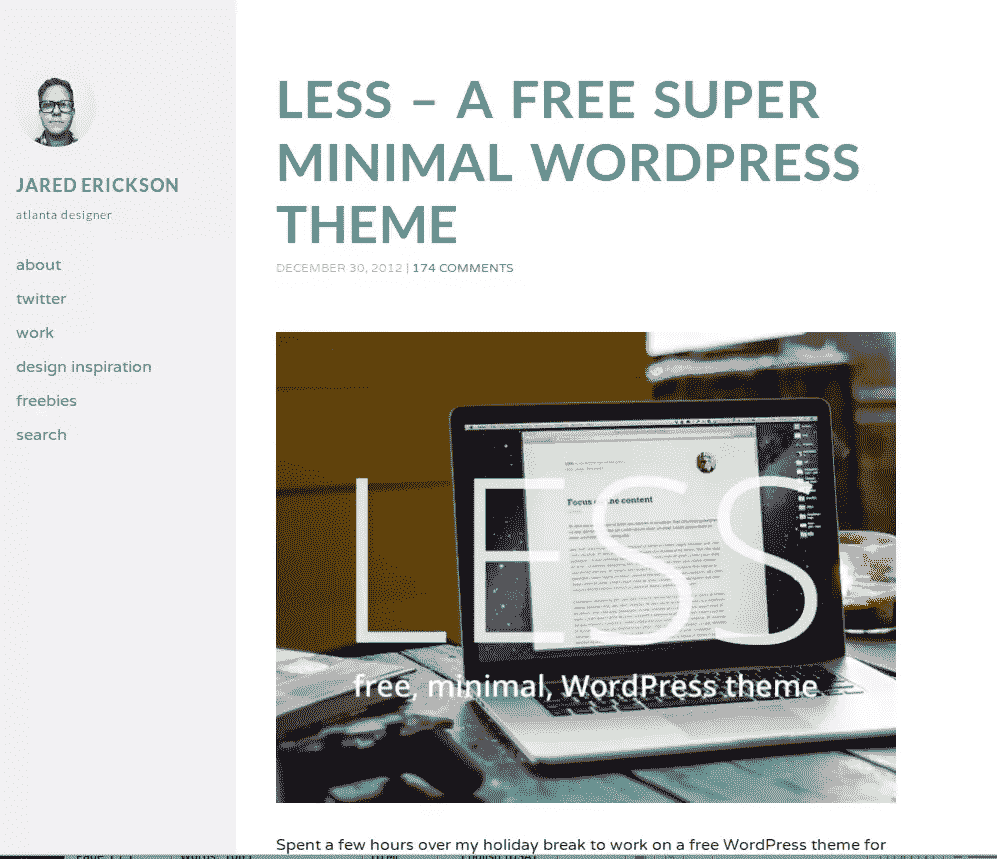 JARED ERICKSON
atlanta designer
about
twitter
work
design inspiration
freebies
search
LESS – A FREE SUPER
MINIMAL WORDPRESS
THEME
DECEMBER 30, 2012 | 174 COMMENTS
Focus on the content
LESS
free, minimal, WordPress theme
Spent a few hours over my holiday break to work on a free WordPress theme for